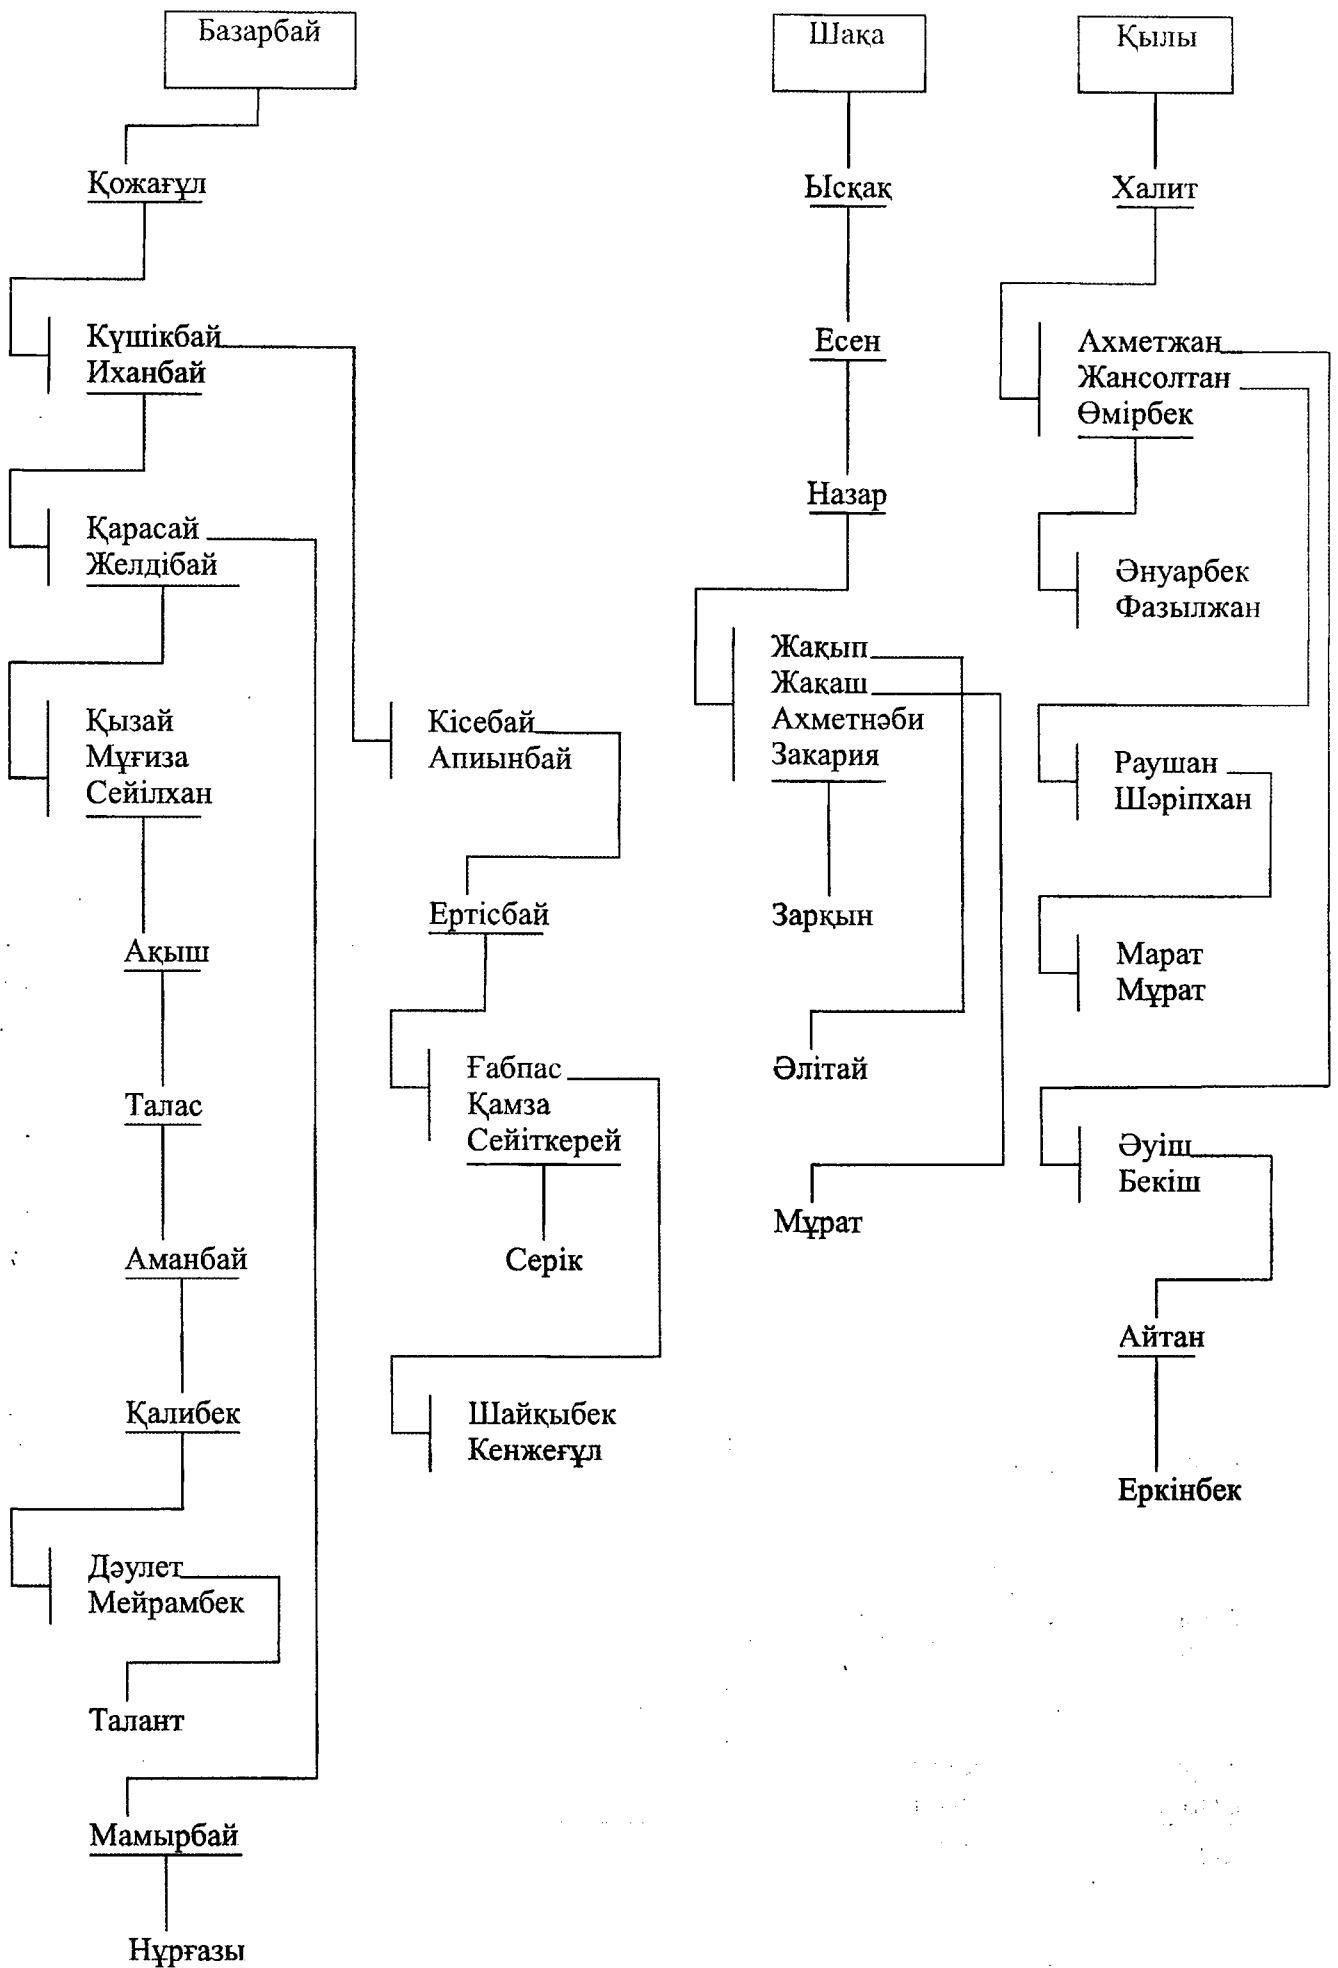 Базарбай
Қожағұл
Күшікбай
Иханбай
Қарасай
Желдібай
Қызай
Мұғиза
Сейілхан
Ақыш
Талас
Аманбай
Қалибек
Дәулет
Мейрамбек
Талант
Мамырбай
Нұрғазы
Кісебай
Апиынбай
Ертісбай
Ғабпас
Қамза
Сейіткерей
Серік
Шайқыбек
Кенжеғұл
Шақа
Ысқақ
Есен
Назар
Жақып
Жақаш
Ахметнәби
Закария
Зарқын
Әлітай
Мұрат
Қылы
Халит
Ахметжан
Жансолтан
Өмірбек
Әнуарбек
Фазылжан
Раушан
Шәріпхан
Марат
Мұрат
Әуіш
Бекіш
Айтан
Еркінбек